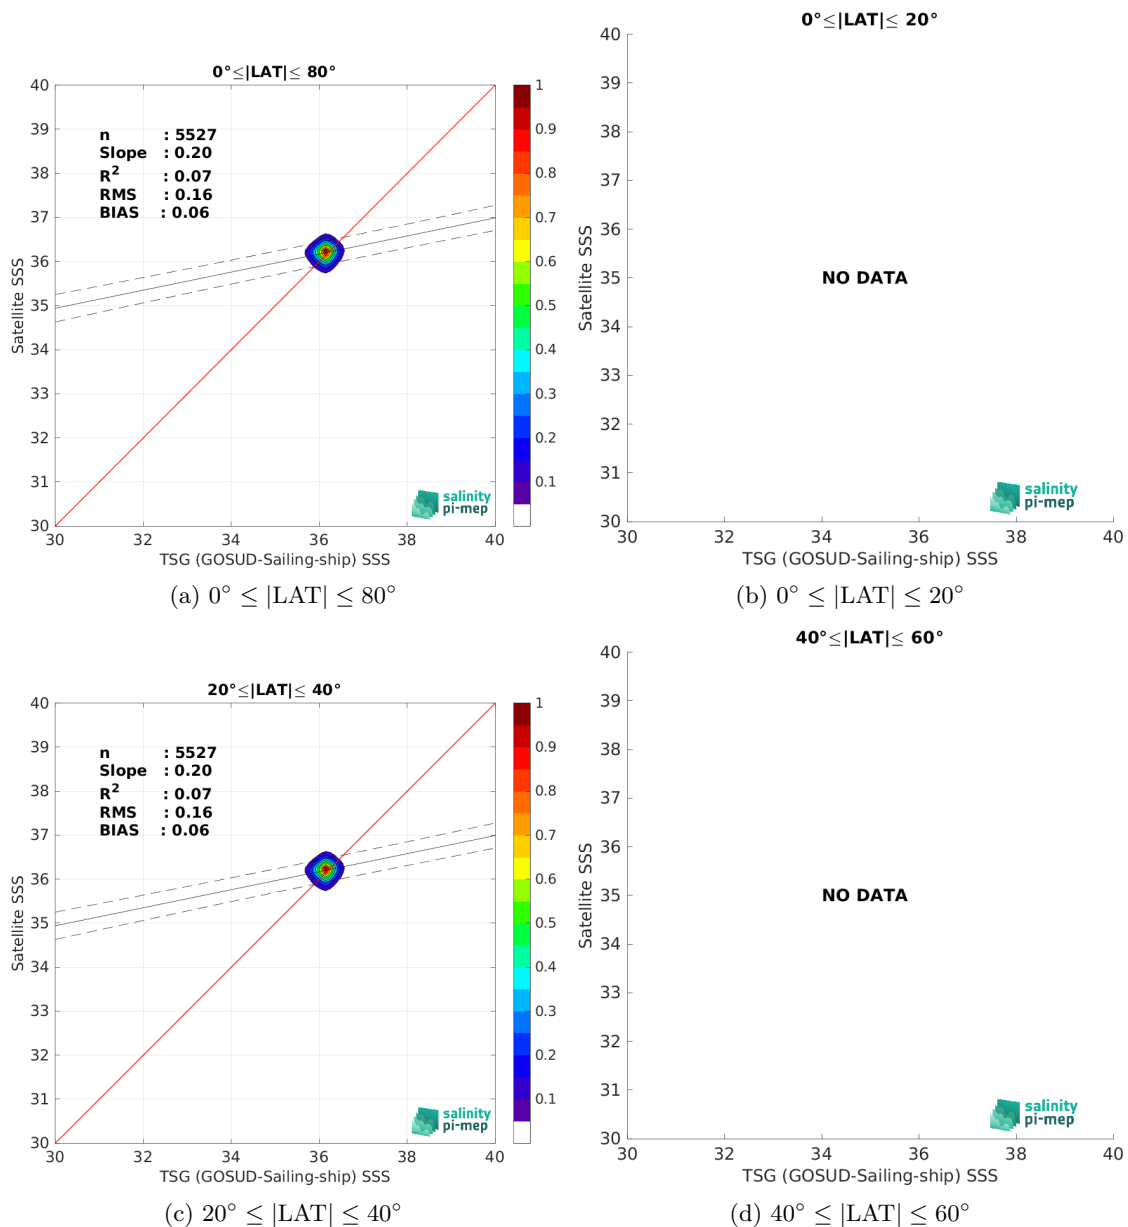 0°≤|LAT|≤ 80°
40
39
38
37
36
35
34
33
32
31
30
Satellite SSS
n : 5527
Slope : 0.20
R² : 0.07
RMS : 0.16
BIAS : 0.06
1
0.9
0.8
0.7
0.6
0.5
0.4
0.3
0.2
0.1
salinity
pi-mep
30 32 34 36 38 40
TSG (GOSUD-Sailing-ship) SSS
(a) 0° ≤ |LAT| ≤ 80°
0°≤|LAT|≤ 20°
40
39
38
37
36
35
34
33
32
31
30
Satellite SSS
NO DATA
salinity
pi-mep
30 32 34 36 38 40
TSG (GOSUD-Sailing-ship) SSS
(b) 0° ≤ |LAT| ≤ 20°
20°≤|LAT|≤ 40°
40
39
38
37
36
35
34
33
32
31
30
Satellite SSS
n : 5527
Slope : 0.20
R² : 0.07
RMS : 0.16
BIAS : 0.06
1
0.9
0.8
0.7
0.6
0.5
0.4
0.3
0.2
0.1
salinity
pi-mep
30 32 34 36 38 40
TSG (GOSUD-Sailing-ship) SSS
(c) 20° ≤ |LAT| ≤ 40°
40°≤|LAT|≤ 60°
40
39
38
37
36
35
34
33
32
31
30
Satellite SSS
NO DATA
salinity
pi-mep
30 32 34 36 38 40
TSG (GOSUD-Sailing-ship) SSS
(d) 40° ≤ |LAT| ≤ 60°